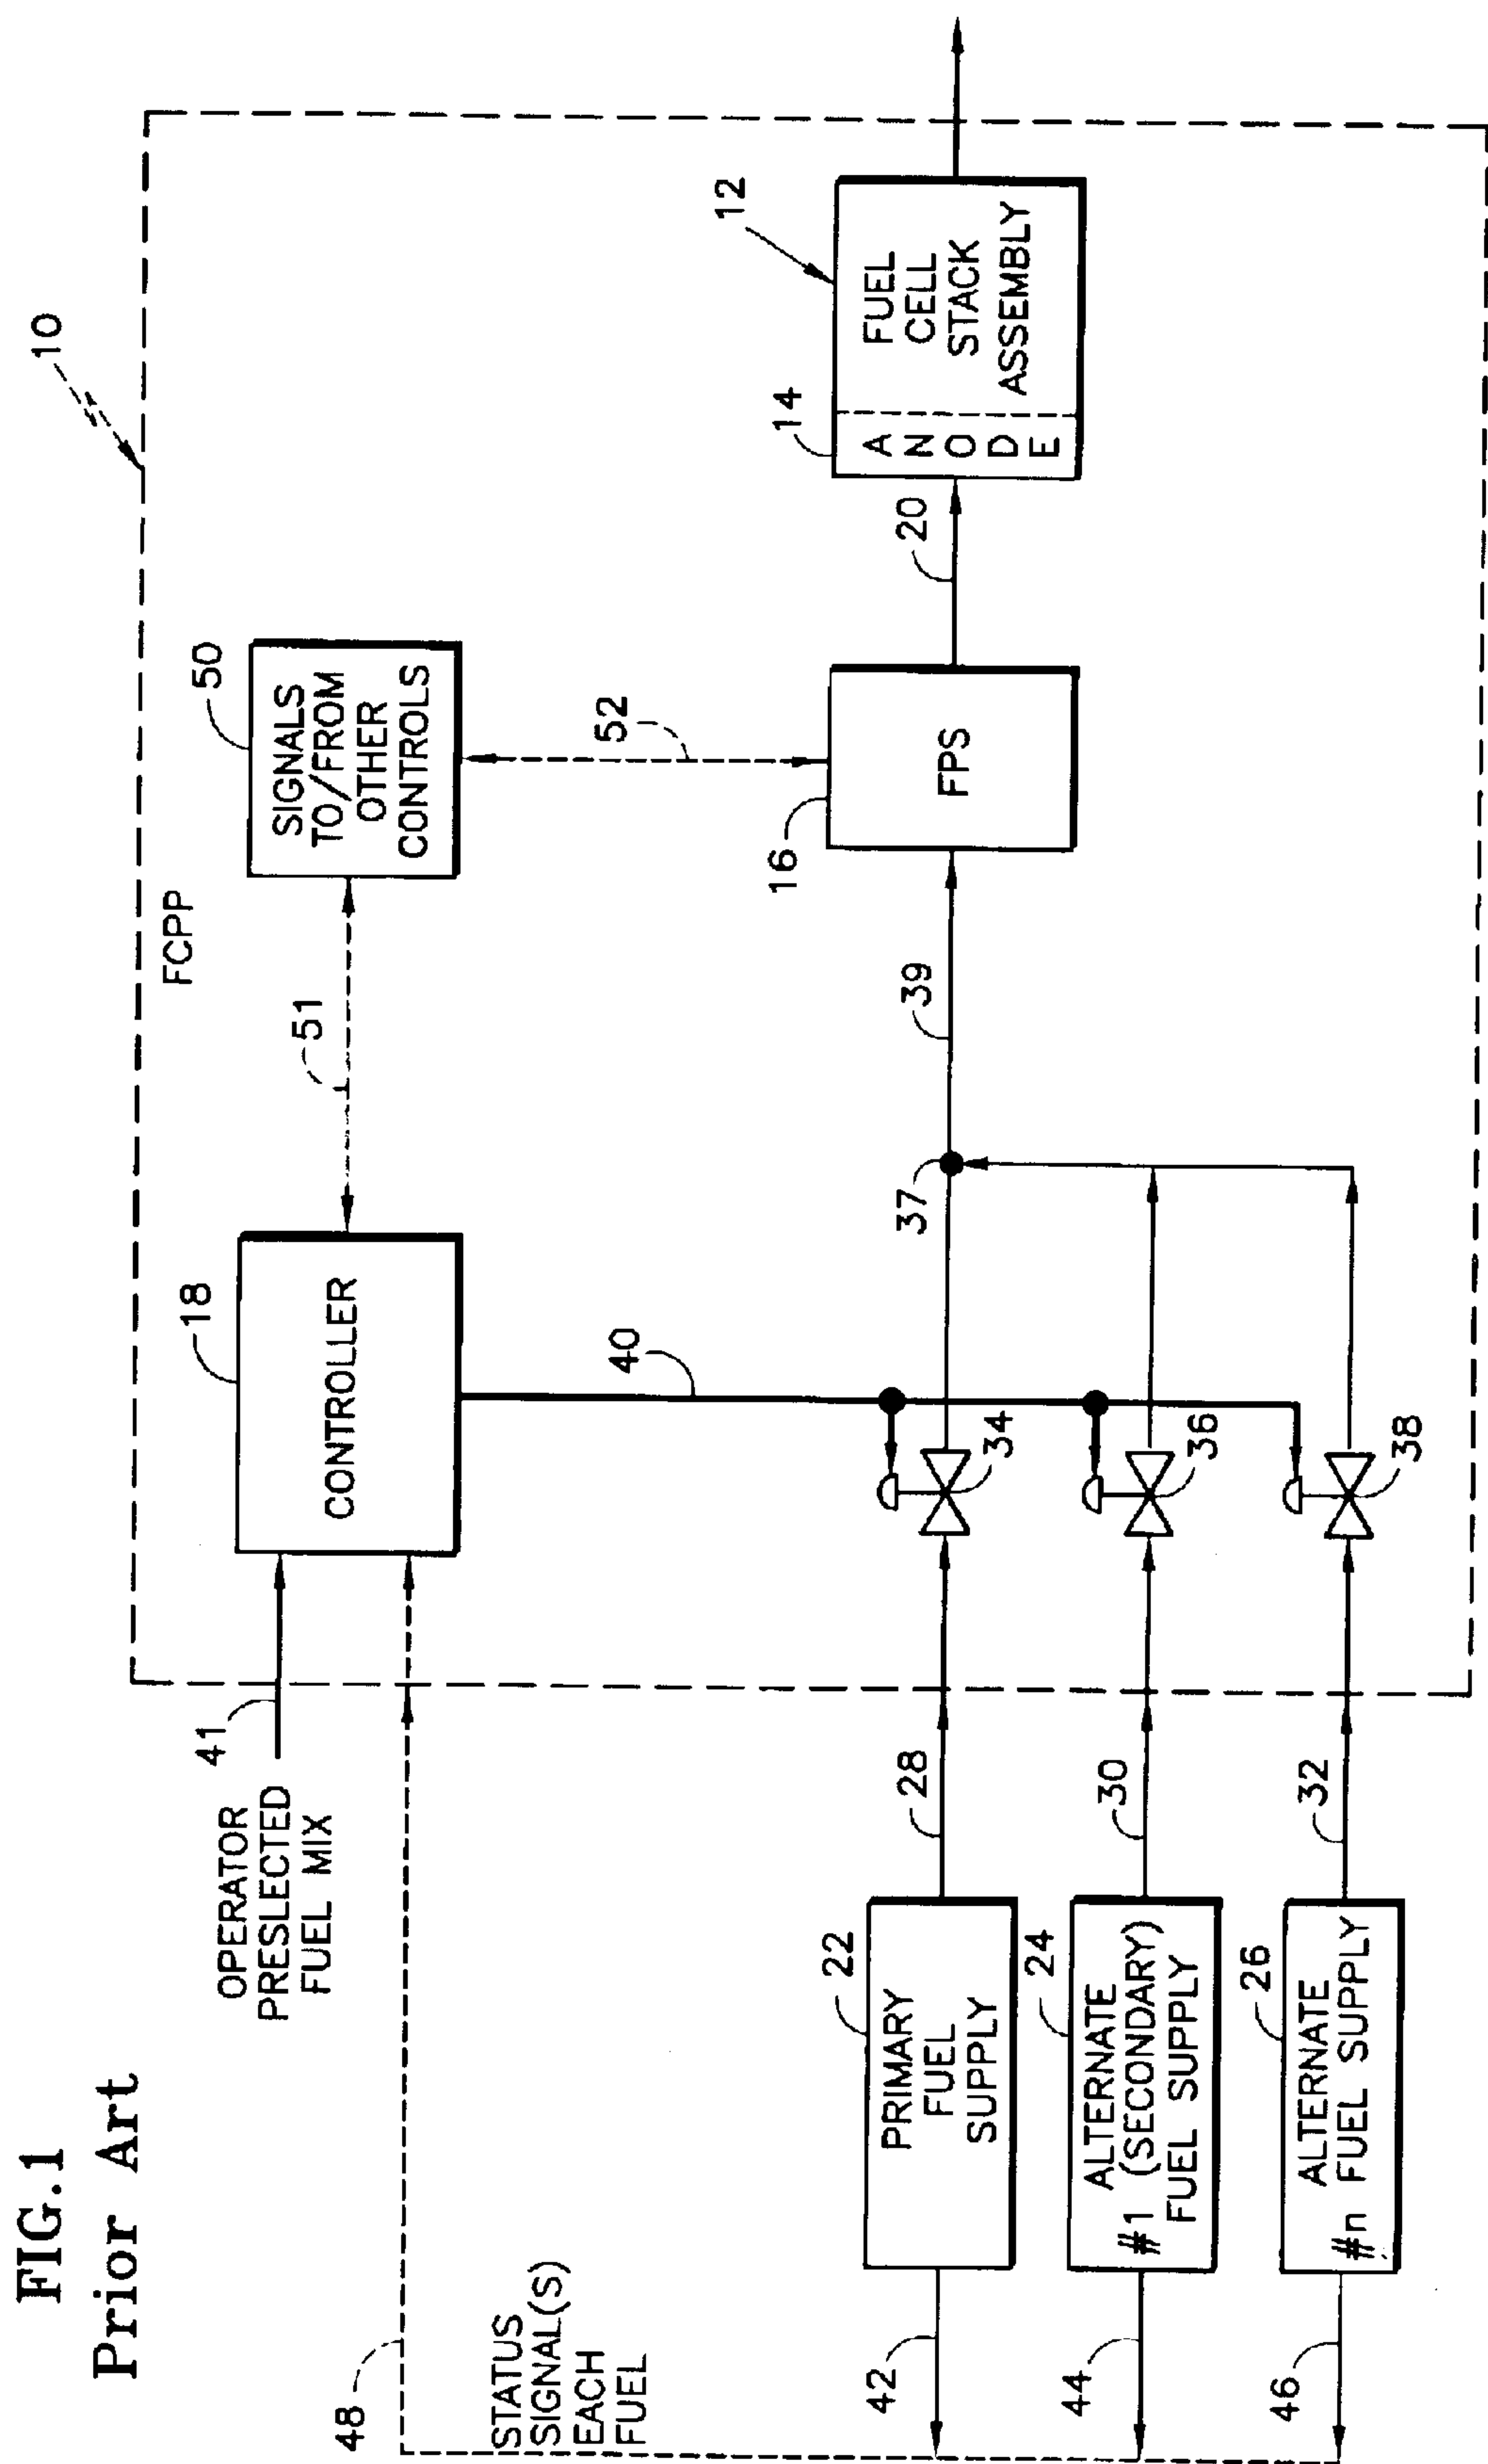 FIG.1
Prior Art
10
FCPP
OPERATOR
PRESLECTED
FUEL MIX
41
18
CONTROLLER
51
50
SIGNALS
TO/FROM
OTHER
CONTROLS
52
48
STATUS
SIGNAL(S)
EACH
FUEL
40
42
22
PRIMARY
FUEL
SUPPLY
28
34
37
39
16
FPS
20
14
ANODE
12
FUEL
CELL
STACK
ASSEMBLY
44
24
ALTERNATE
#1 (SECONDARY)
FUEL SUPPLY
30
36
46
26
ALTERNATE
#n FUEL SUPPLY
32
38